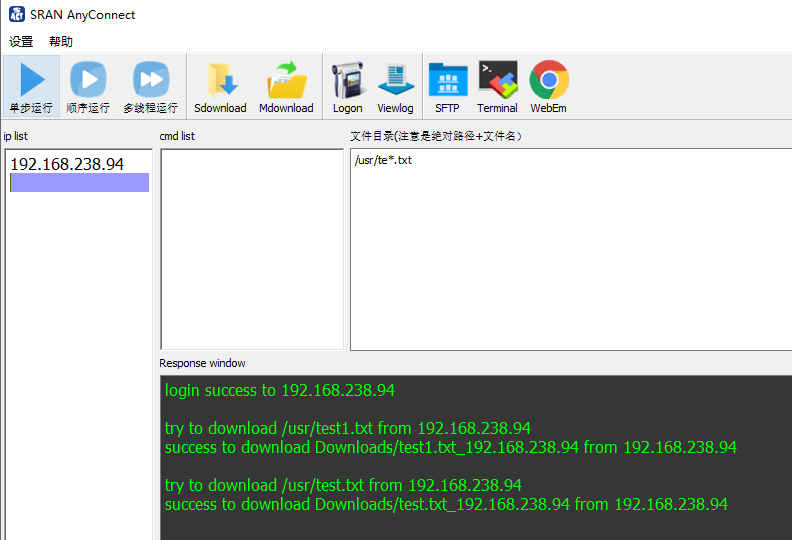 SRAN AnyConnect
设置 帮助
单步运行 顺序运行 多线程运行 Sdownload Mdownload Logon Viewlog SFTP Terminal WebEm
ip list cmd list 文件目录(注意是绝对路径+文件名)
192.168.238.94
/usr/te*.txt
Response window
login success to 192.168.238.94
try to download /usr/test1.txt from 192.168.238.94
success to download Downloads/test1.txt_192.168.238.94 from 192.168.238.94
try to download /usr/test.txt from 192.168.238.94
success to download Downloads/test.txt_192.168.238.94 from 192.168.238.94